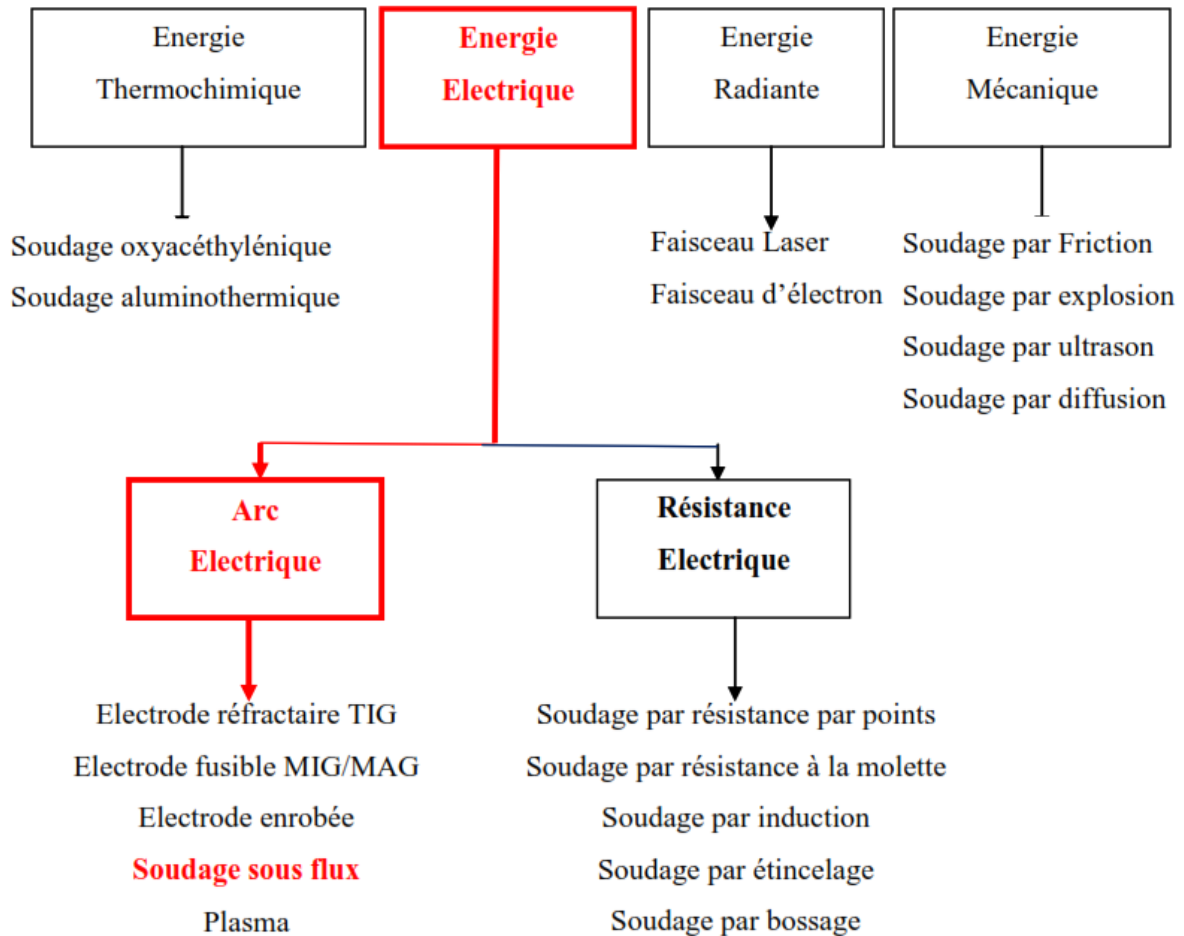 Energie
Thermochimique
Energie
Electrique
Energie
Radiante
Energie
Mécanique
Soudage oxyacéthylénique
Soudage aluminothermique
Faisceau Laser
Faisceau d’électron
Soudage par Friction
Soudage par explosion
Soudage par ultrason
Soudage par diffusion
Arc
Electrique
Résistance
Electrique
Electrode réfractaire TIG
Electrode fusible MIG/MAG
Electrode enrobée
Soudage sous flux
Plasma
Soudage par résistance par points
Soudage par résistance à la molette
Soudage par induction
Soudage par étincelage
Soudage par bossage